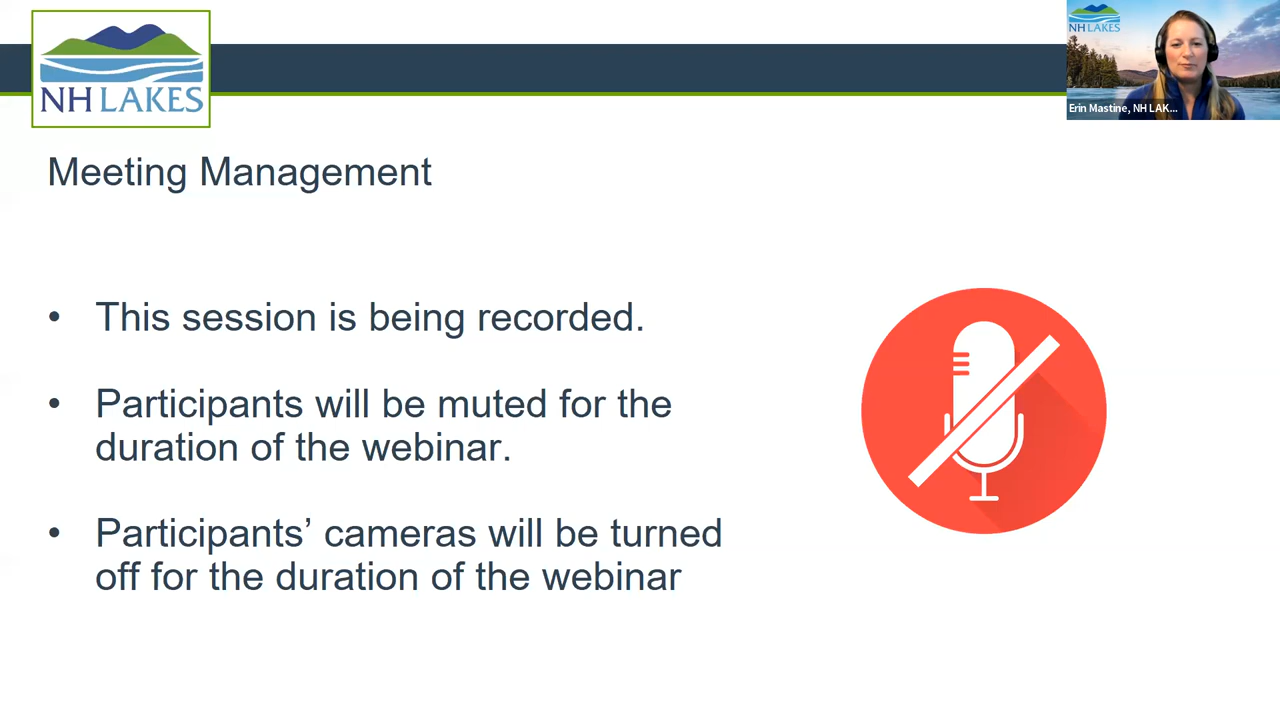 NH LAKES
NH LAKES
Erin Mastine, NH LAK...
Meeting Management
• This session is being recorded.
• Participants will be muted for the
duration of the webinar.
• Participants’ cameras will be turned
off for the duration of the webinar